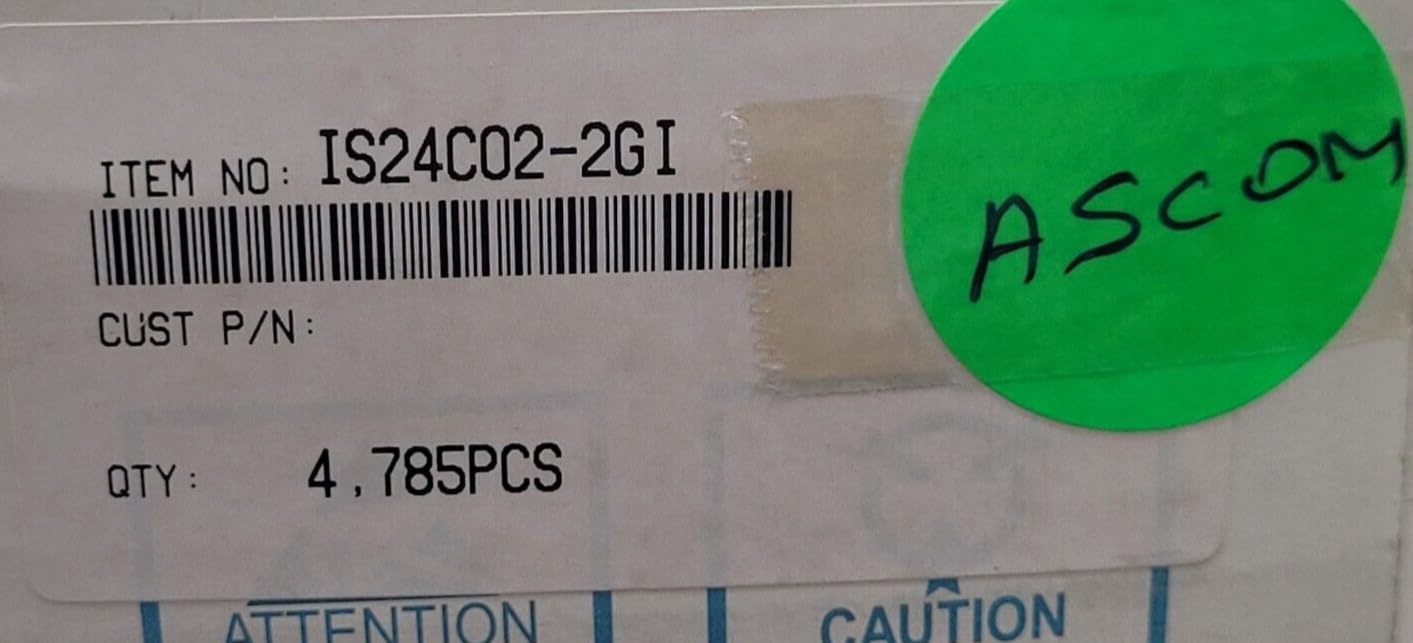 ITEM NO: IS24C02-2GI
ASCOM
CUST P/N:
QTY: 4,785PCS
ATTENTION
CAUTION